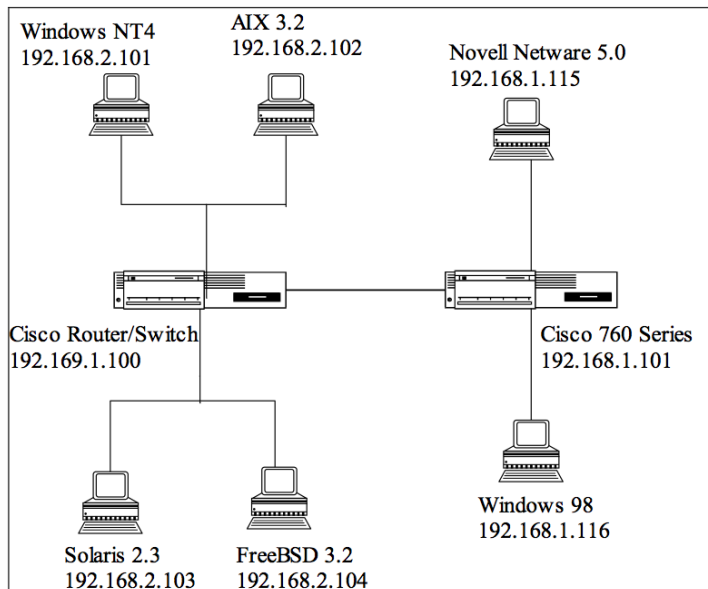 Windows NT4
192.168.2.101
AIX 3.2
192.168.2.102
Novell Netware 5.0
192.168.1.115
Cisco Router/Switch
192.169.1.100
Cisco 760 Series
192.168.1.101
Solaris 2.3
192.168.2.103
FreeBSD 3.2
192.168.2.104
Windows 98
192.168.1.116